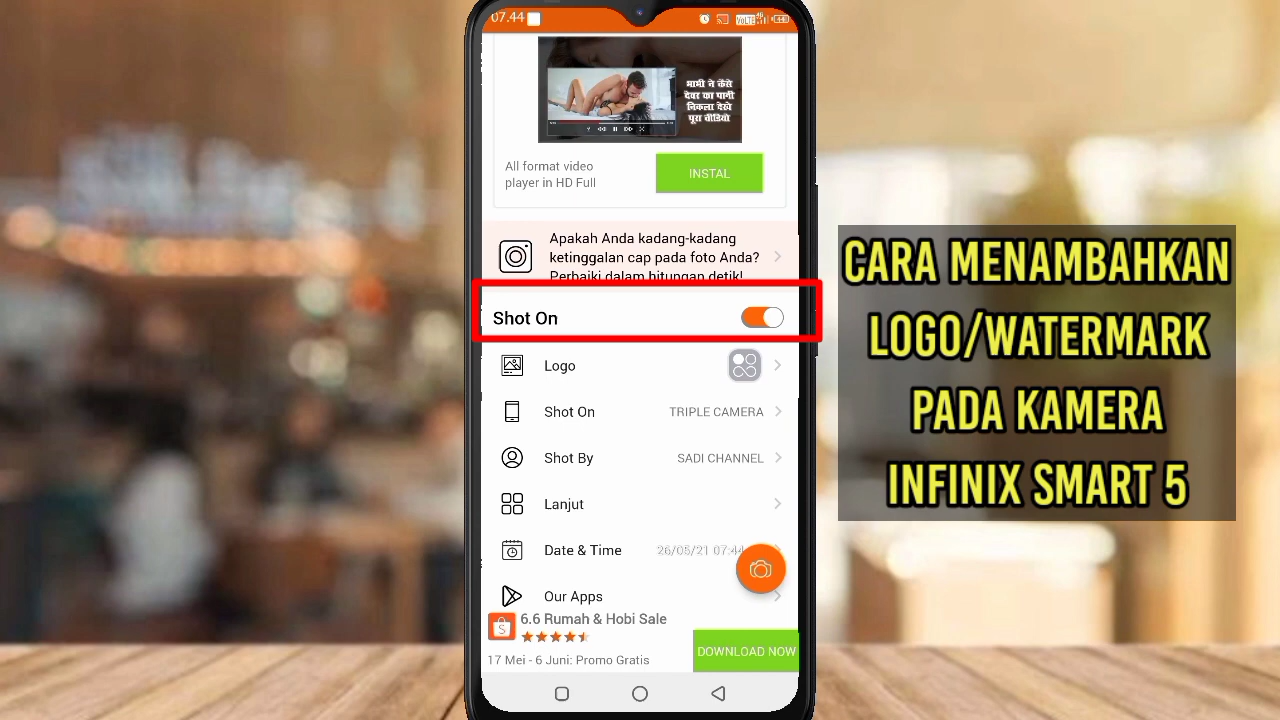 07.44
भाभी ने कैसे
देवर का पानी
निकला देखे
पूरा वीडियो
All format video
player in HD Full
INSTAL
Apakah Anda kadang-kadang
ketinggalan cap pada foto Anda?
Perbaiki dalam hitungan detik!
Shot On
Logo
Shot On TRIPLE CAMERA
Shot By SADI CHANNEL
Lanjut
Date & Time 26/05/21 07:44
Our Apps
6.6 Rumah & Hobi Sale
17 Mei - 6 Juni: Promo Gratis
DOWNLOAD NOW
CARA MENAMBAHKAN
LOGO/WATERMARK
PADA KAMERA
INFINIX SMART 5